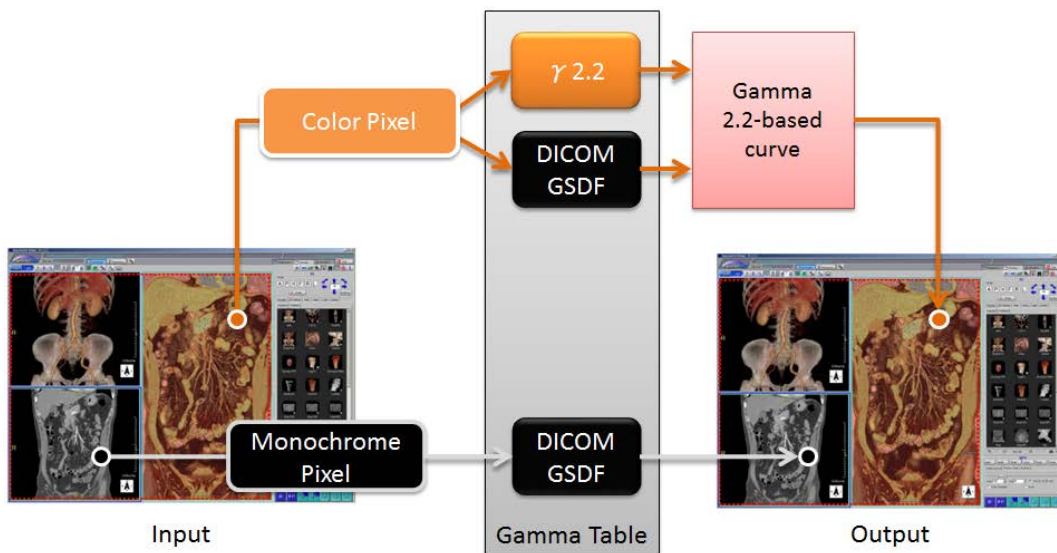 γ 2.2
Color Pixel
DICOM
GSDF
Gamma
2.2-based
curve
Monochrome
Pixel
DICOM
GSDF
Input
Gamma Table
Output